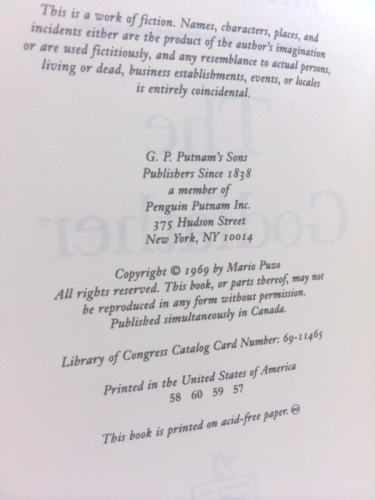 This is a work of fiction. Names, characters, places, and
incidents either are the product of the author's imagination
or are used fictitiously, and any resemblance to actual persons,
living or dead, business establishments, events, or locales
is entirely coincidental.
The
Godfather
G. P. Putnam's Sons
Publishers Since 1838
a member of
Penguin Putnam Inc.
375 Hudson Street
New York, NY 10014
Copyright © 1969 by Mario Puzo
All rights reserved. This book, or parts thereof, may not
be reproduced in any form without permission.
Published simultaneously in Canada.
Library of Congress Catalog Card Number: 69-11465
Printed in the United States of America
58 60 59 57
This book is printed on acid-free paper. ♾